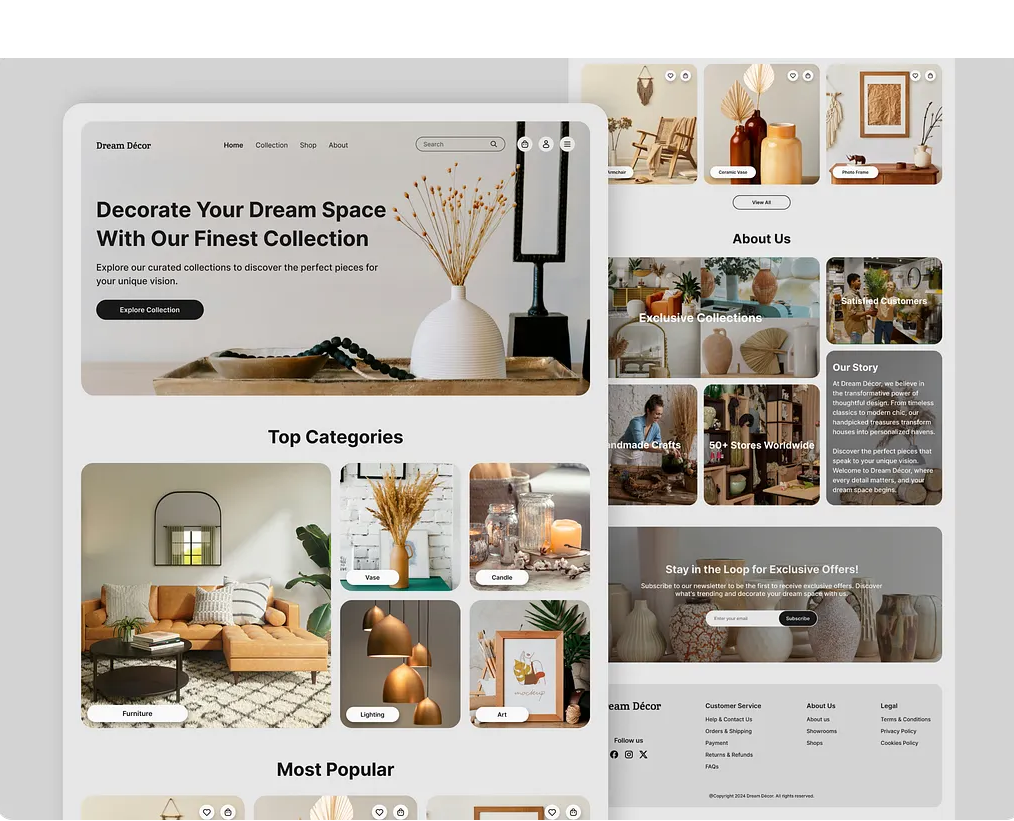 Dream Décor
Home
Collection
Shop
About
Search
Decorate Your Dream Space
With Our Finest Collection
Explore our curated collections to discover the perfect pieces for
your unique vision.
Explore Collection
Top Categories
Furniture
Vase
Candle
Lighting
Art
mockup
Most Popular
Armchair
Ceramic Vase
Photo Frame
View All
About Us
Exclusive Collections
Satisfied Customers
ndmade Crafts
50+ Stores Worldwide
Our Story
At Dream Décor, we believe in
the transformative power of
thoughtful design. From timeless
classics to modern chic, our
handpicked treasures transform
houses into personalized havens.
Discover the perfect pieces that
speak to your unique vision.
Welcome to Dream Décor, where
every detail matters, and your
dream space begins.
Stay in the Loop for Exclusive Offers!
Subscribe to our newsletter to be the first to receive exclusive offers. Discover
what's trending and decorate your dream space with us.
Enter your email
Subscribe
eam Décor
Follow us
Customer Service
Help & Contact Us
Orders & Shipping
Payment
Returns & Refunds
FAQs
About Us
About us
Showrooms
Shops
Legal
Terms & Conditions
Privacy Policy
Cookies Policy
©Copyright 2024 Dream Décor. All rights reserved.